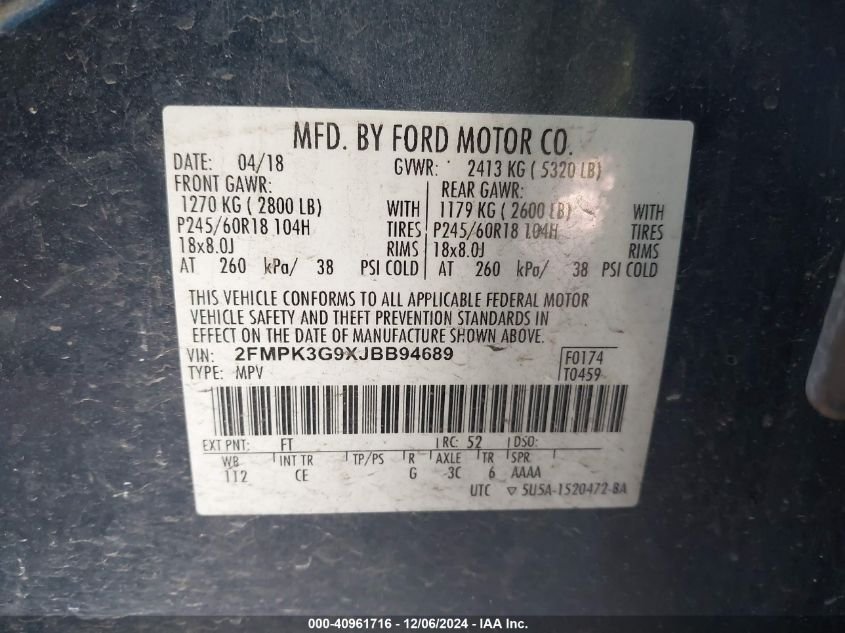 MFD. BY FORD MOTOR CO.
DATE: 04/18 GVWR: 2413 KG ( 5320 LB)
FRONT GAWR: REAR GAWR:
1270 KG ( 2800 LB) WITH 1179 KG ( 2600 LB) WITH
P245/60R18 104H TIRES P245/60R18 104H TIRES
18x8.0J RIMS 18x8.0J RIMS
AT 260 kPa/ 38 PSI COLD AT 260 kPa/ 38 PSI COLD
THIS VEHICLE CONFORMS TO ALL APPLICABLE FEDERAL MOTOR
VEHICLE SAFETY AND THEFT PREVENTION STANDARDS IN
EFFECT ON THE DATE OF MANUFACTURE SHOWN ABOVE.
VIN: 2FMPK3G9XJBB94689 F0174
TYPE: MPV T0459
EXT PNT: FT RC: 52 DSO:
WB INT TR TP/PS R AXLE TR SPR
112 CE G -3C 6 AAAA
UTC ▽ 5U5A-1520472-BA
000-40961716 - 12/06/2024 - IAA Inc.